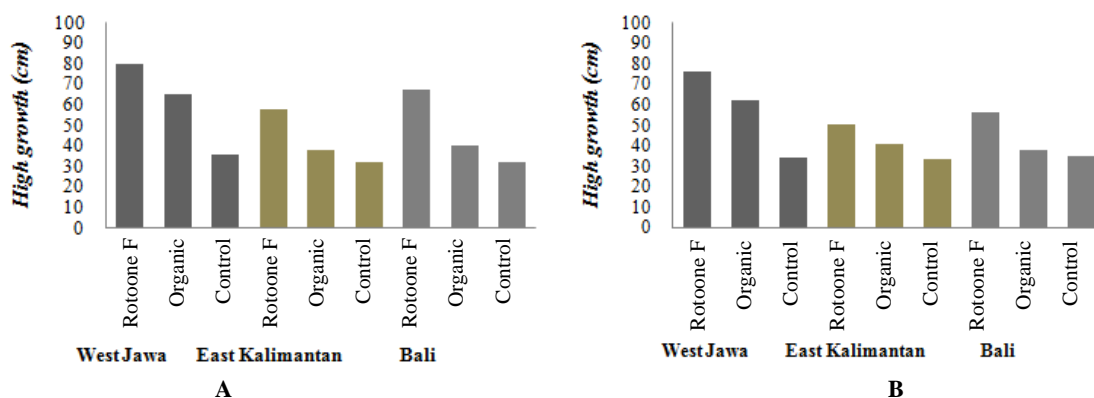 High growth (cm)
100
90
80
70
60
50
40
30
20
10
0
Rotoone F
Organic
Control
Rotoone F
Organic
Control
Rotoone F
Organic
Control
West Jawa East Kalimantan Bali
A
High growth (cm)
100
90
80
70
60
50
40
30
20
10
0
Rotoone F
Organic
Control
Rotoone F
Organic
Control
Rotoone F
Organic
Control
West Jawa East Kalimantan Bali
B